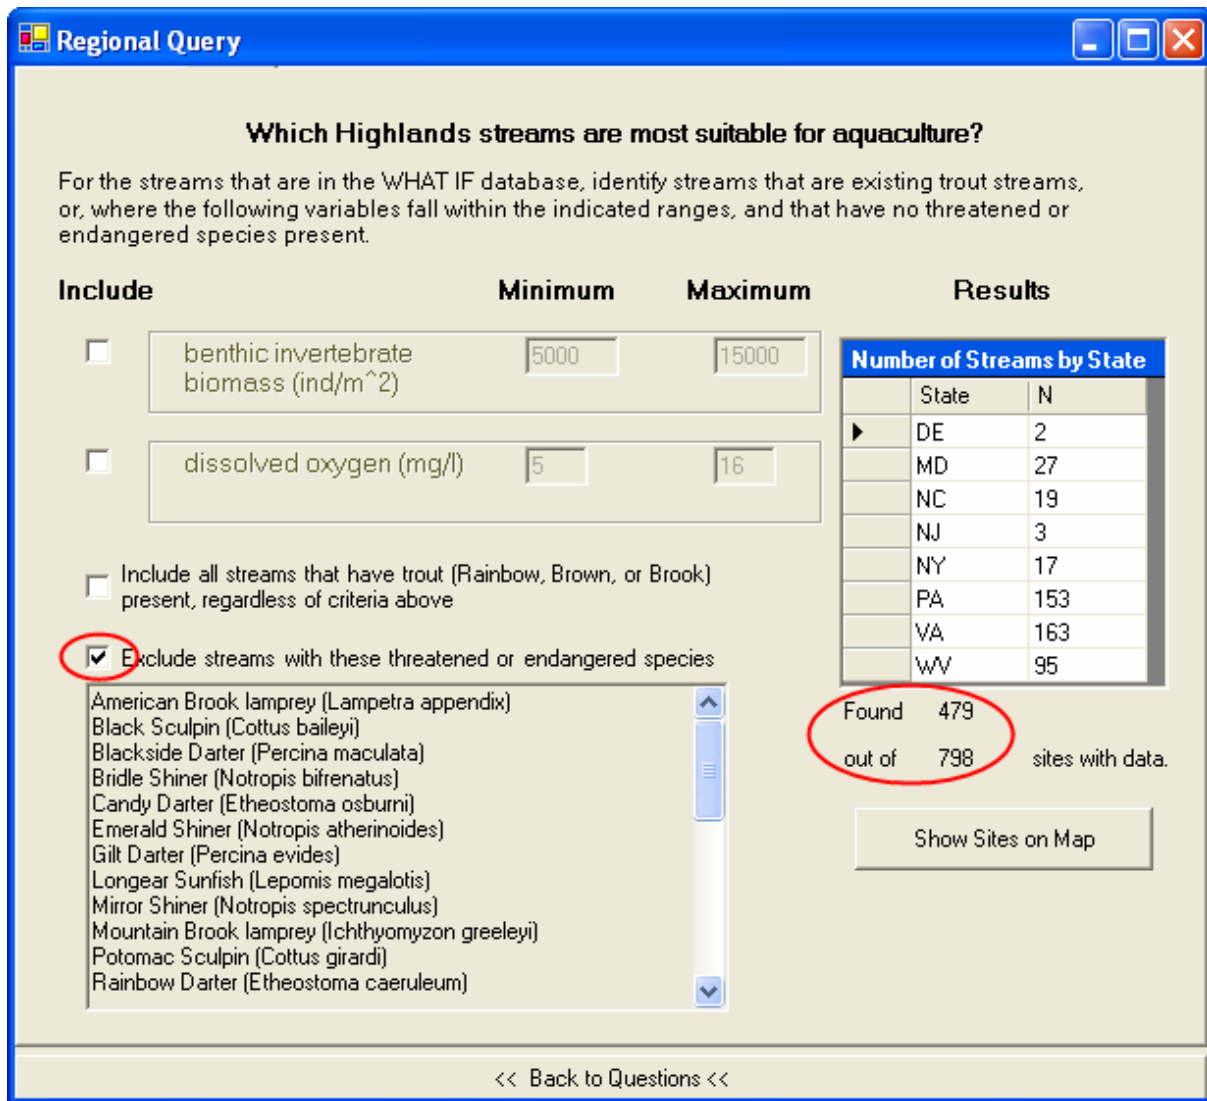 Regional Query
Which Highlands streams are most suitable for aquaculture?
For the streams that are in the WHAT IF database, identify streams that are existing trout streams,
or, where the following variables fall within the indicated ranges, and that have no threatened or
endangered species present.
Include Minimum Maximum Results
benthic invertebrate 5000 15000
biomass (ind/m^2)
dissolved oxygen (mg/l) 5 16
Include all streams that have trout (Rainbow, Brown, or Brook)
present, regardless of criteria above
Exclude streams with these threatened or endangered species
American Brook lamprey (Lampetra appendix)
Black Sculpin (Cottus baileyi)
Blackside Darter (Percina maculata)
Bridle Shiner (Notropis bifrenatus)
Candy Darter (Etheostoma osburni)
Emerald Shiner (Notropis atherinoides)
Gilt Darter (Percina evides)
Longear Sunfish (Lepomis megalotis)
Mirror Shiner (Notropis spectrunculus)
Mountain Brook lamprey (Ichthyomyzon greeleyi)
Potomac Sculpin (Cottus girardi)
Rainbow Darter (Etheostoma caeruleum)
Number of Streams by State
State N
DE 2
MD 27
NC 19
NJ 3
NY 17
PA 153
VA 163
WV 95
Found 479
out of 798 sites with data.
Show Sites on Map
<< Back to Questions <<